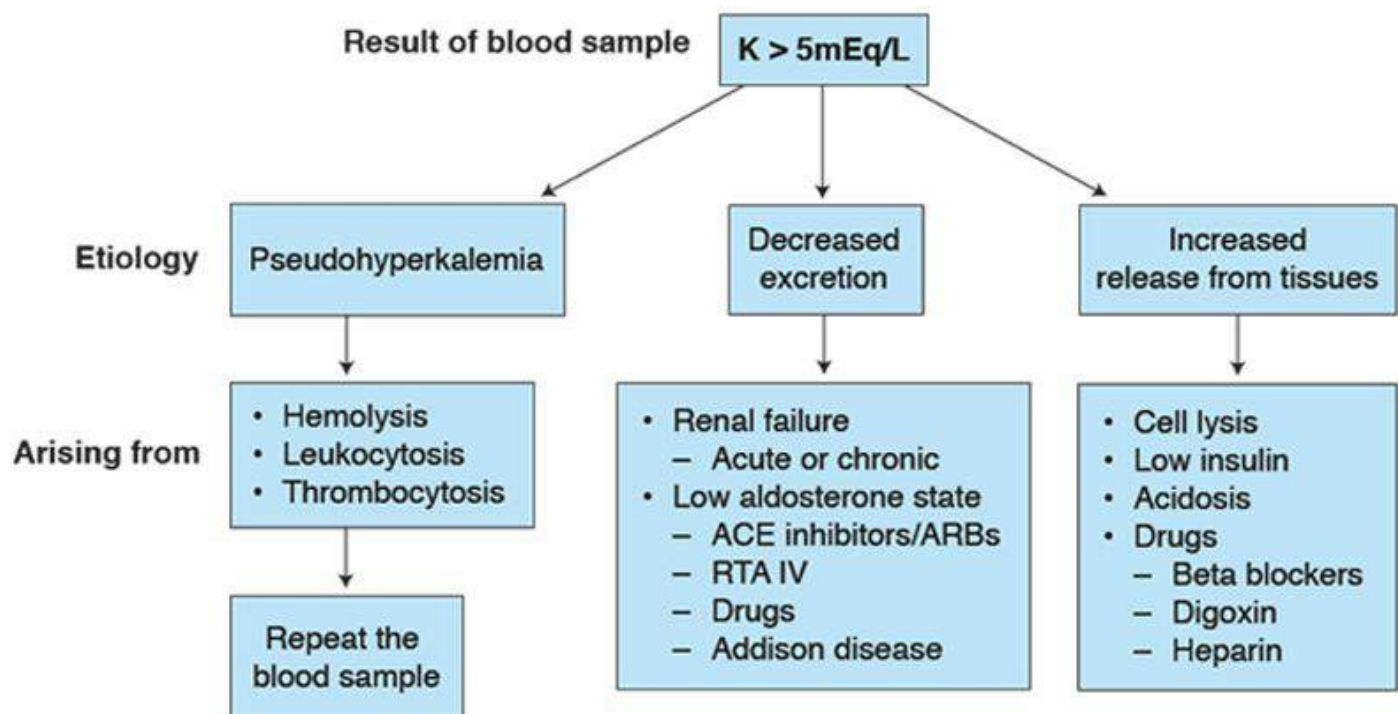 Result of blood sample
K > 5mEq/L
Etiology
Pseudohyperkalemia
Decreased
excretion
Increased
release from tissues
Arising from
• Hemolysis
• Leukocytosis
• Thrombocytosis
• Renal failure
– Acute or chronic
• Low aldosterone state
– ACE inhibitors/ARBs
– RTA IV
– Drugs
– Addison disease
• Cell lysis
• Low insulin
• Acidosis
• Drugs
– Beta blockers
– Digoxin
– Heparin
Repeat the
blood sample